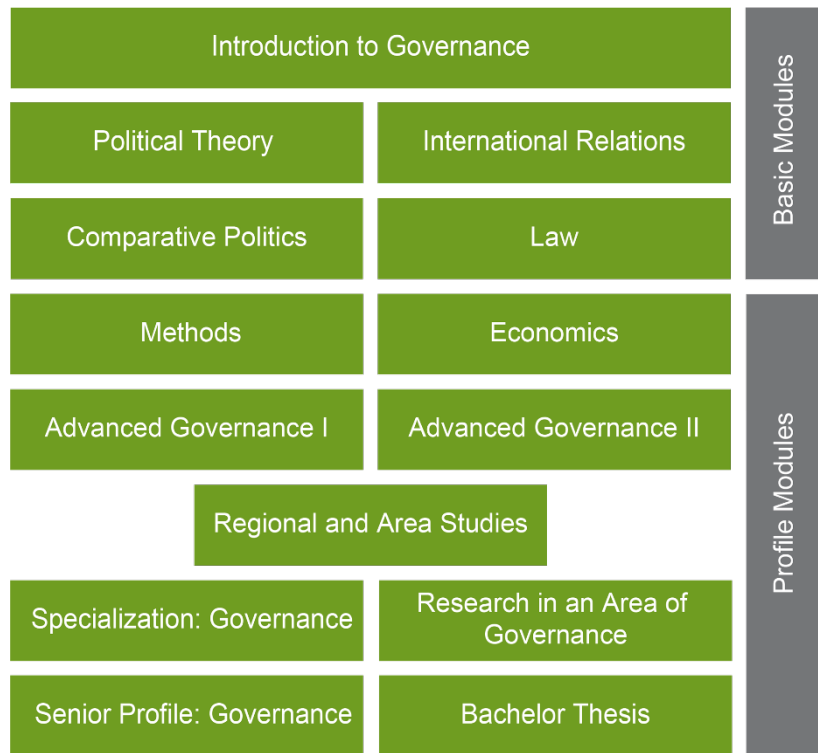 Introduction to Governance
Basic Modules
Political Theory
International Relations
Comparative Politics
Law
Methods
Economics
Profile Modules
Advanced Governance I
Advanced Governance II
Regional and Area Studies
Specialization: Governance
Research in an Area of
Governance
Senior Profile: Governance
Bachelor Thesis